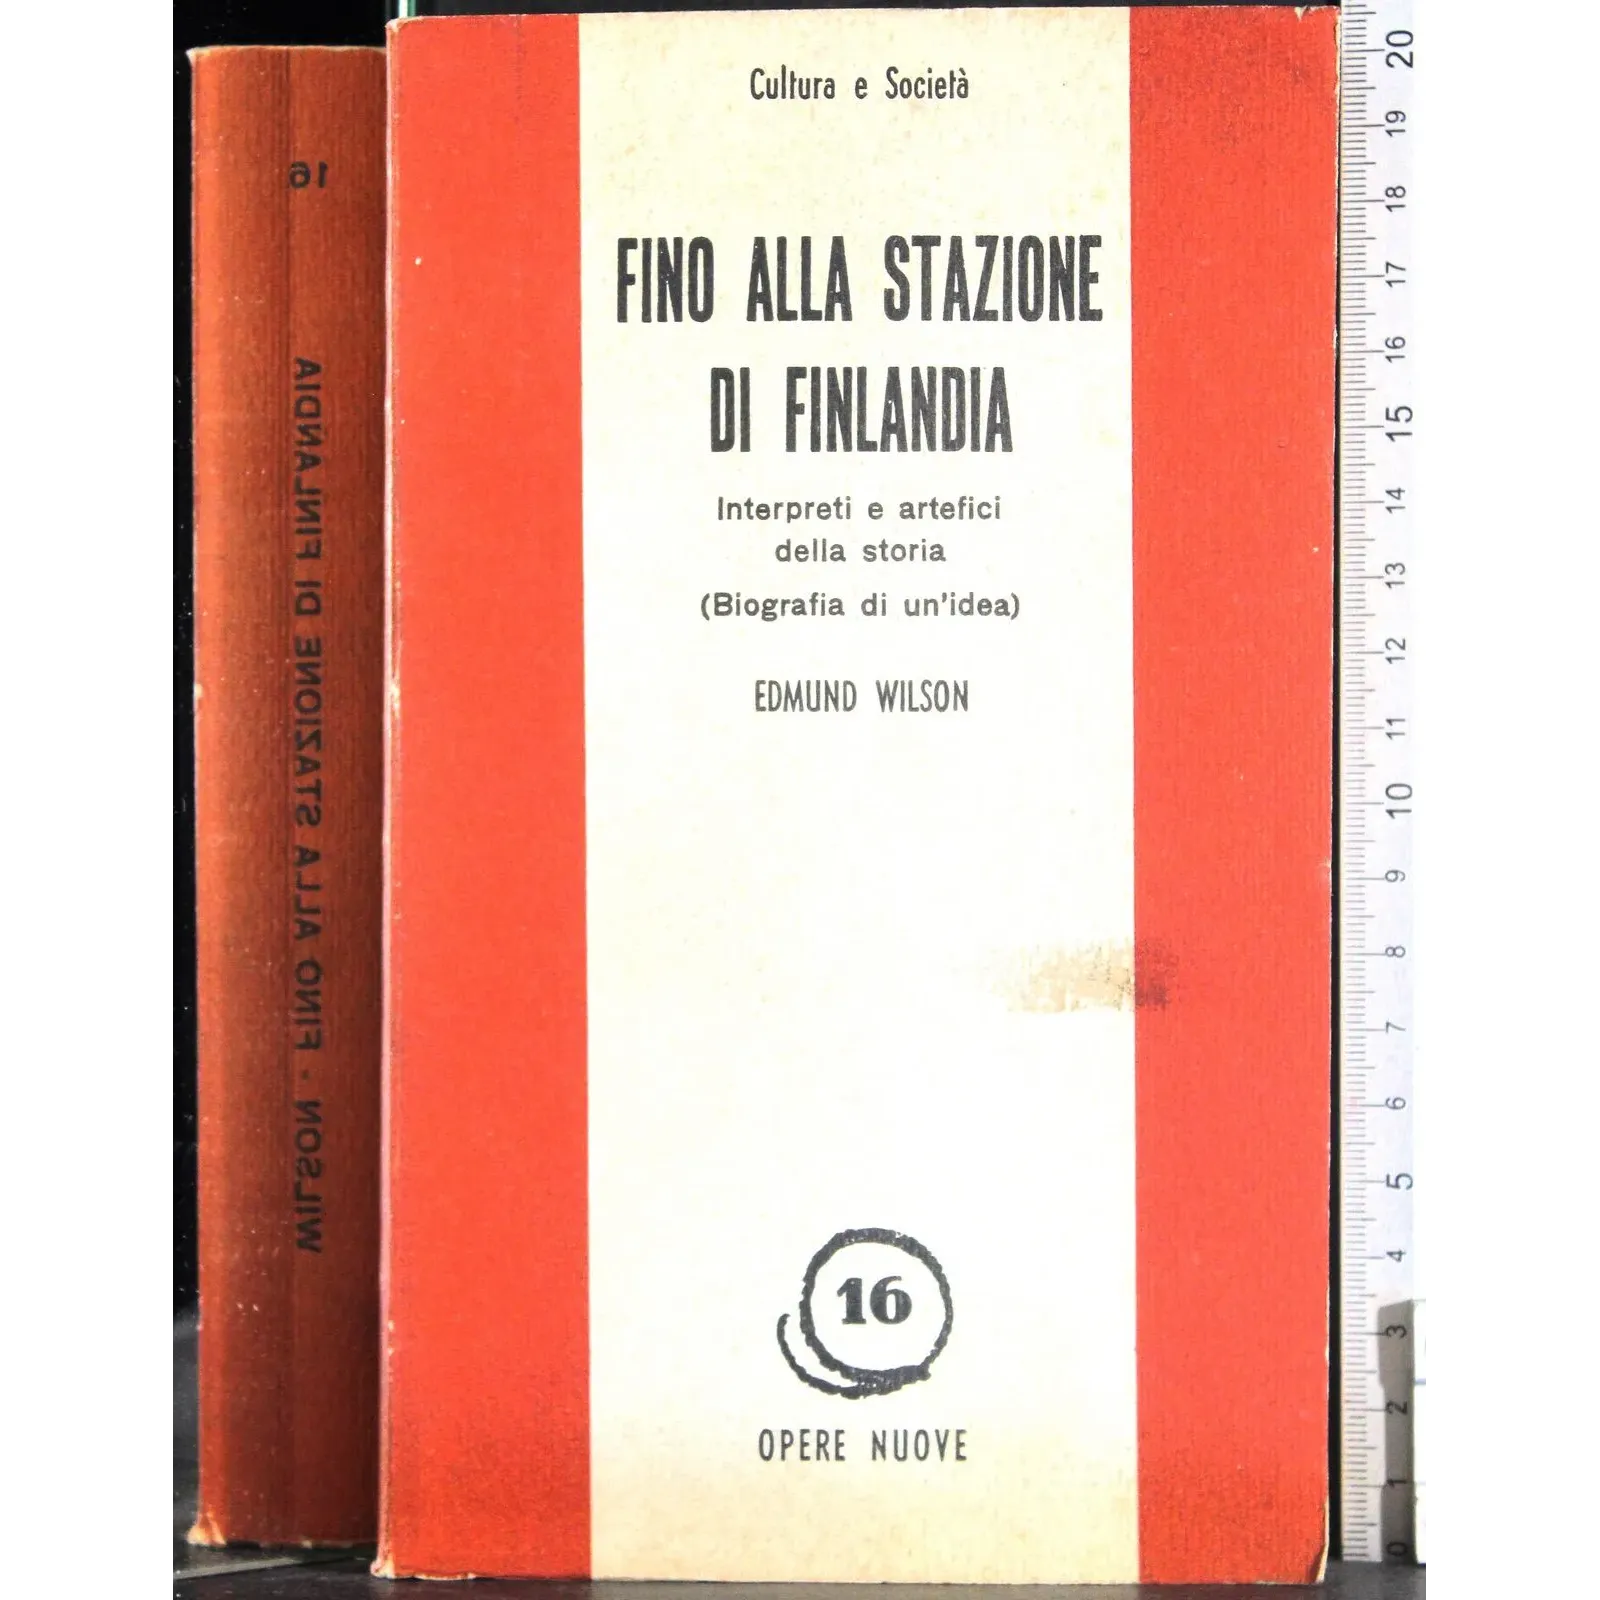 Cultura e Società
FINO ALLA STAZIONE
DI FINLANDIA
Interpreti e artefici
della storia
(Biografia di un'idea)
EDMUND WILSON
16
OPERE NUOVE
WILSON · FINO ALLA STAZIONE DI FINLANDIA
16
20
19
18
17
16
15
14
13
12
11
10
9
8
7
6
5
4
3
2
1
0